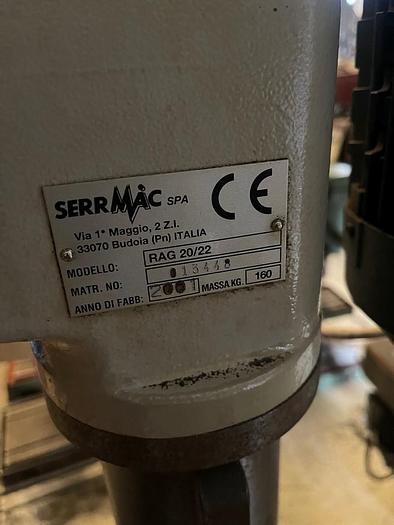 SERRMAC SPA CE
Via 1° Maggio, 2 Z.I.
33070 Budoia (Pn) ITALIA
MODELLO: RAG 20/22
MATR. NO: 013448
ANNO DI FABB: 2001 MASSA KG. 160